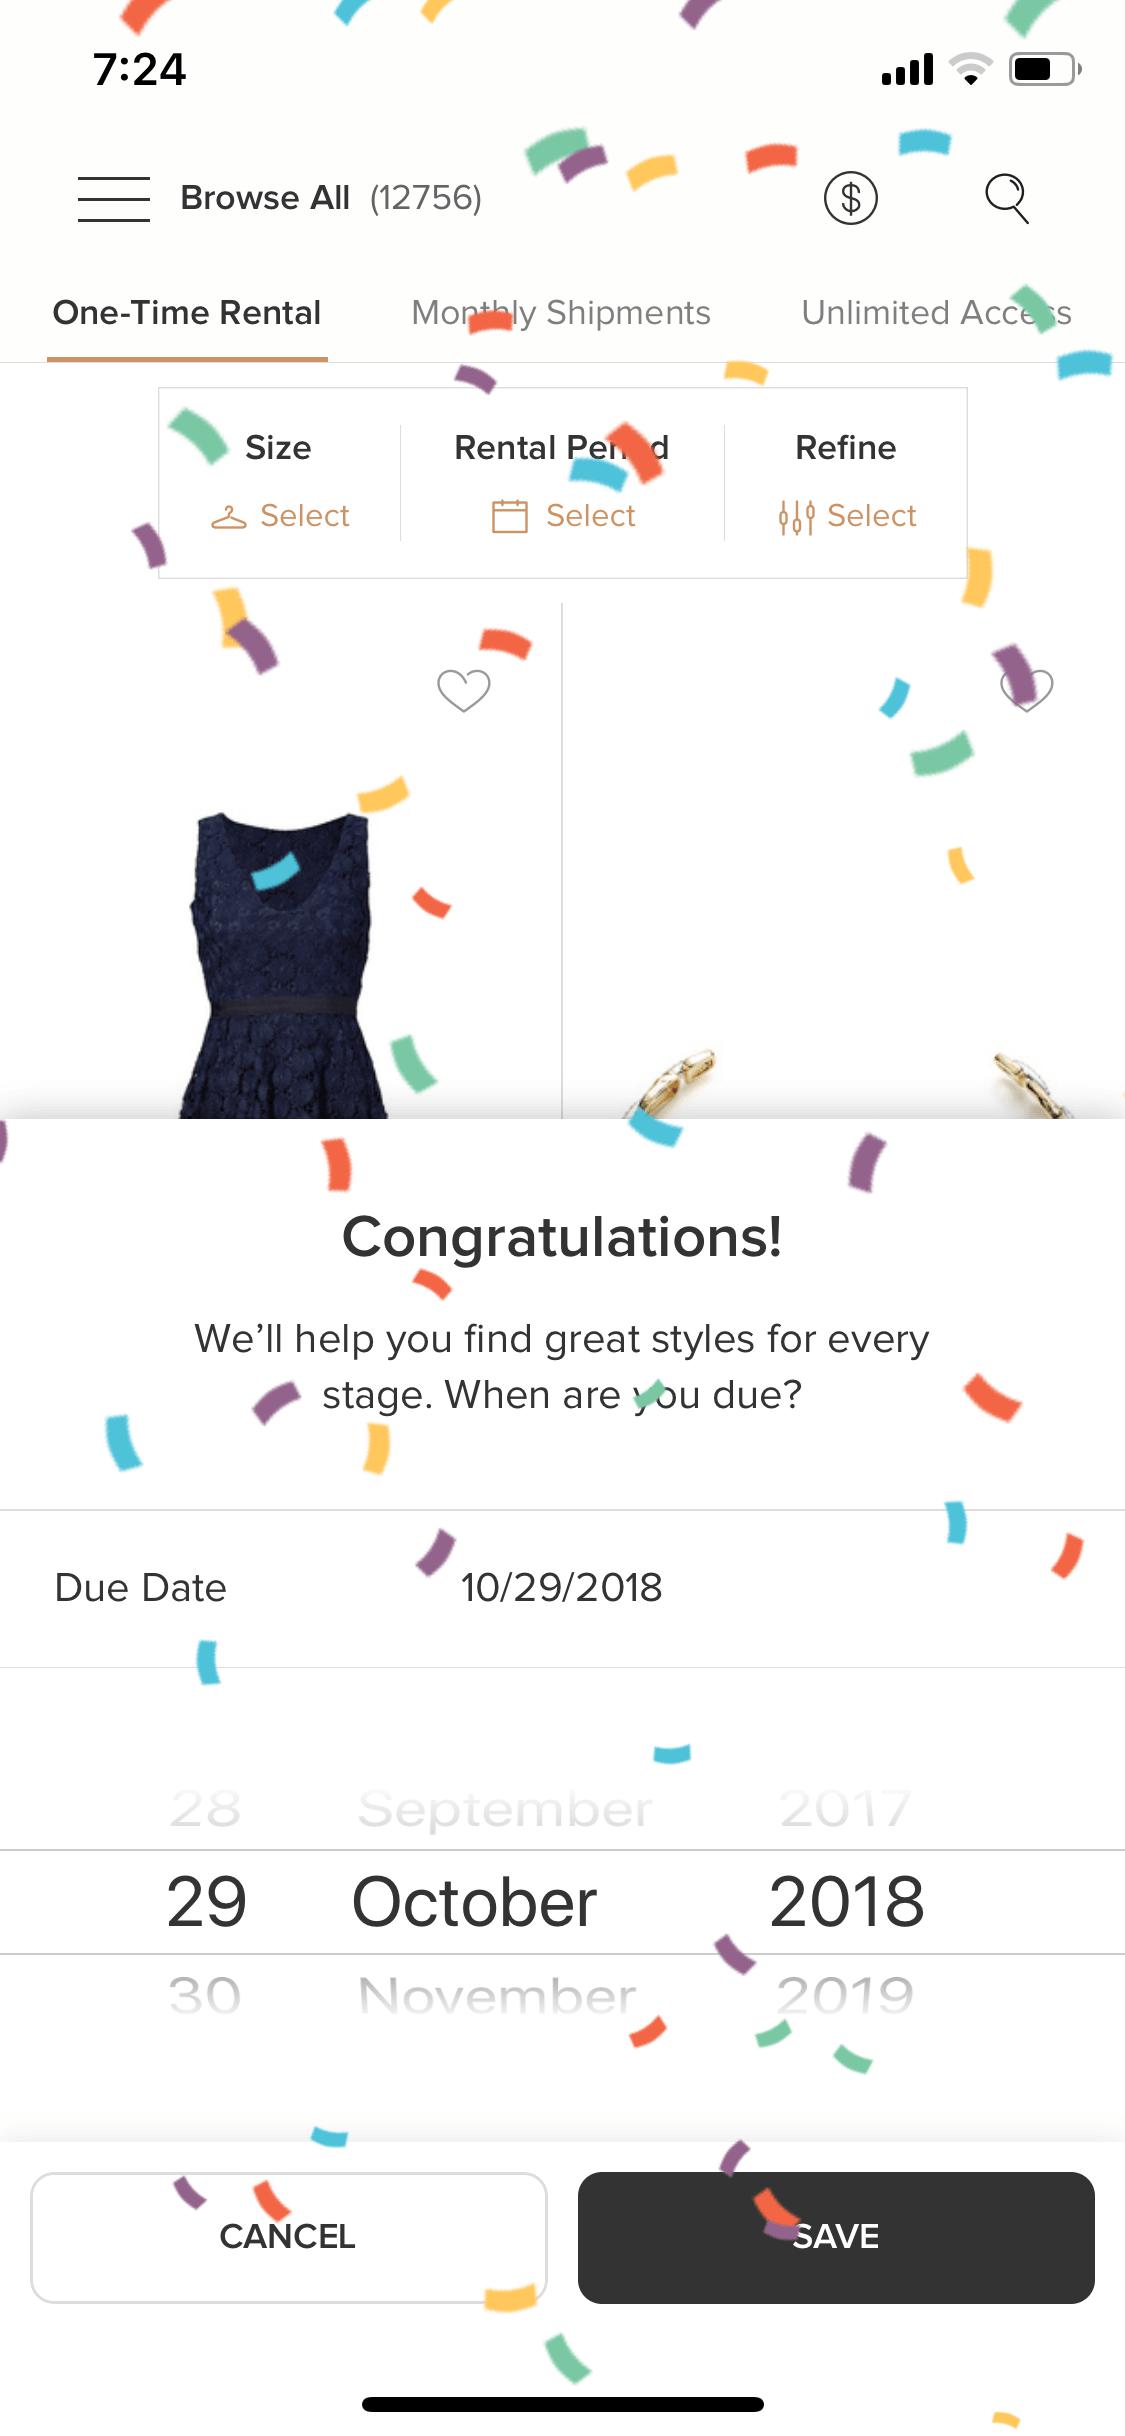 7:24
Browse All (12756)
$
One-Time Rental Monthly Shipments Unlimited Access
Size Rental Period Refine
Select Select Select
Congratulations!
We’ll help you find great styles for every
stage. When are you due?
Due Date 10/29/2018
28 September 2017
29 October 2018
30 November 2019
CANCEL SAVE